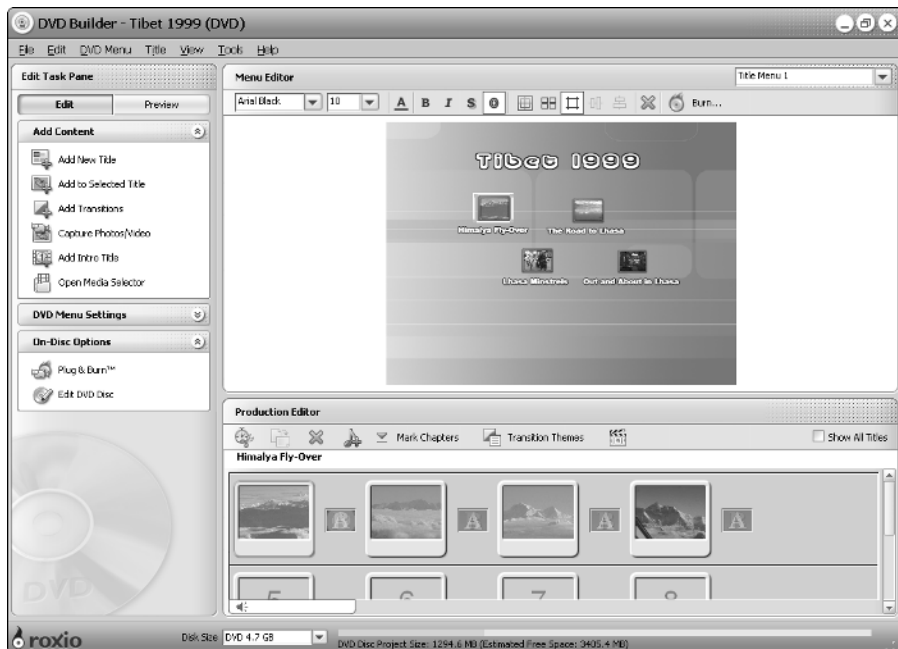 DVD Builder - Tibet 1999 (DVD)
File Edit DVD Menu Title View Tools Help
Edit Task Pane
Edit Preview
Add Content
Add New Title
Add to Selected Title
Add Transitions
Capture Photos/Video
Add Intro Title
Open Media Selector
DVD Menu Settings
On-Disc Options
Plug & Burn™
Edit DVD Disc
DVD
Menu Editor
Title Menu 1
Arial Black 10 A B I S O Burn...
Tibet 1999
Himalya Fly-Over The Road to Lhasa
Lhasa Minstrels Out and About in Lhasa
Production Editor
Mark Chapters Transition Themes Show All Titles
Himalya Fly-Over
B A A A
5 6 7 8
roxio
Disk Size DVD 4.7 GB DVD Disc Project Size: 1294.6 MB (Estimated Free Space: 3405.4 MB)